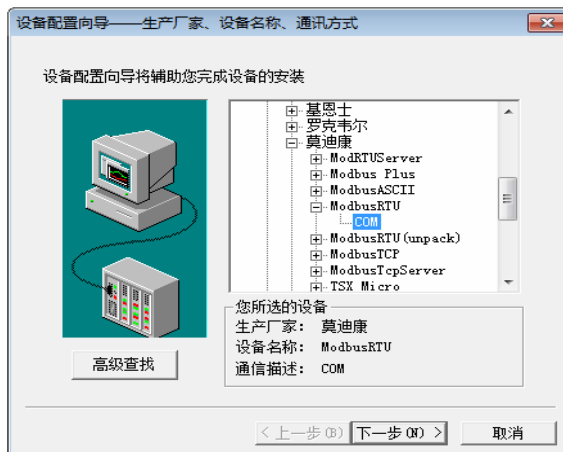 设备配置向导——生产厂家、设备名称、通讯方式
设备配置向导将辅助您完成设备的安装
基恩士
罗克韦尔
莫迪康
ModRTUServer
Modbus Plus
ModbusASCII
ModbusRTU
COM
ModbusRTU(unpack)
ModbusTCP
ModbusTcpServer
TSX Micro
您所选的设备
生产厂家: 莫迪康
设备名称: ModbusRTU
通信描述: COM
高级查找
< 上一步(B) 下一步(N) > 取消